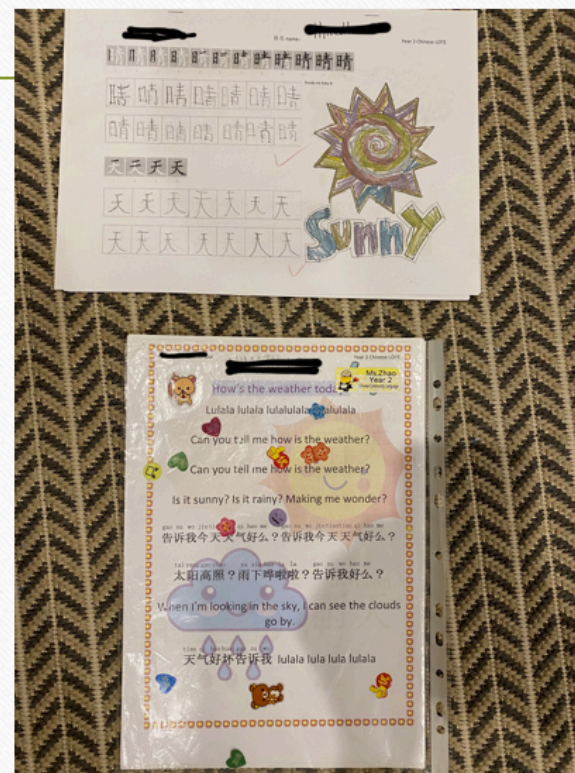 姓名 name:
Year 2 Chinese LOTE
晴 晴 晴 晴 晴 晴 晴
晴 晴 晴 晴 晴 晴 晴
天 天 天 天
天 天 天 天 天 天 天
天 天 天 天 天 天 天
Sunny
Year 2 Chinese LOTE
Ms.Zhao
Year 2
How's the weather toda
Lulala lulala lulalulala lulalula
Can you tell me how is the weather?
Can you tell me how is the weather?
Is it sunny? Is it rainy? Making me wonder?
告诉我今天天气好么？告诉我今天天气好么？
太阳高照？雨下哗啦啦？告诉我好么？
When I'm looking in the sky, I can see the clouds
go by.
天气好坏告诉我 lulala lula lula lulala